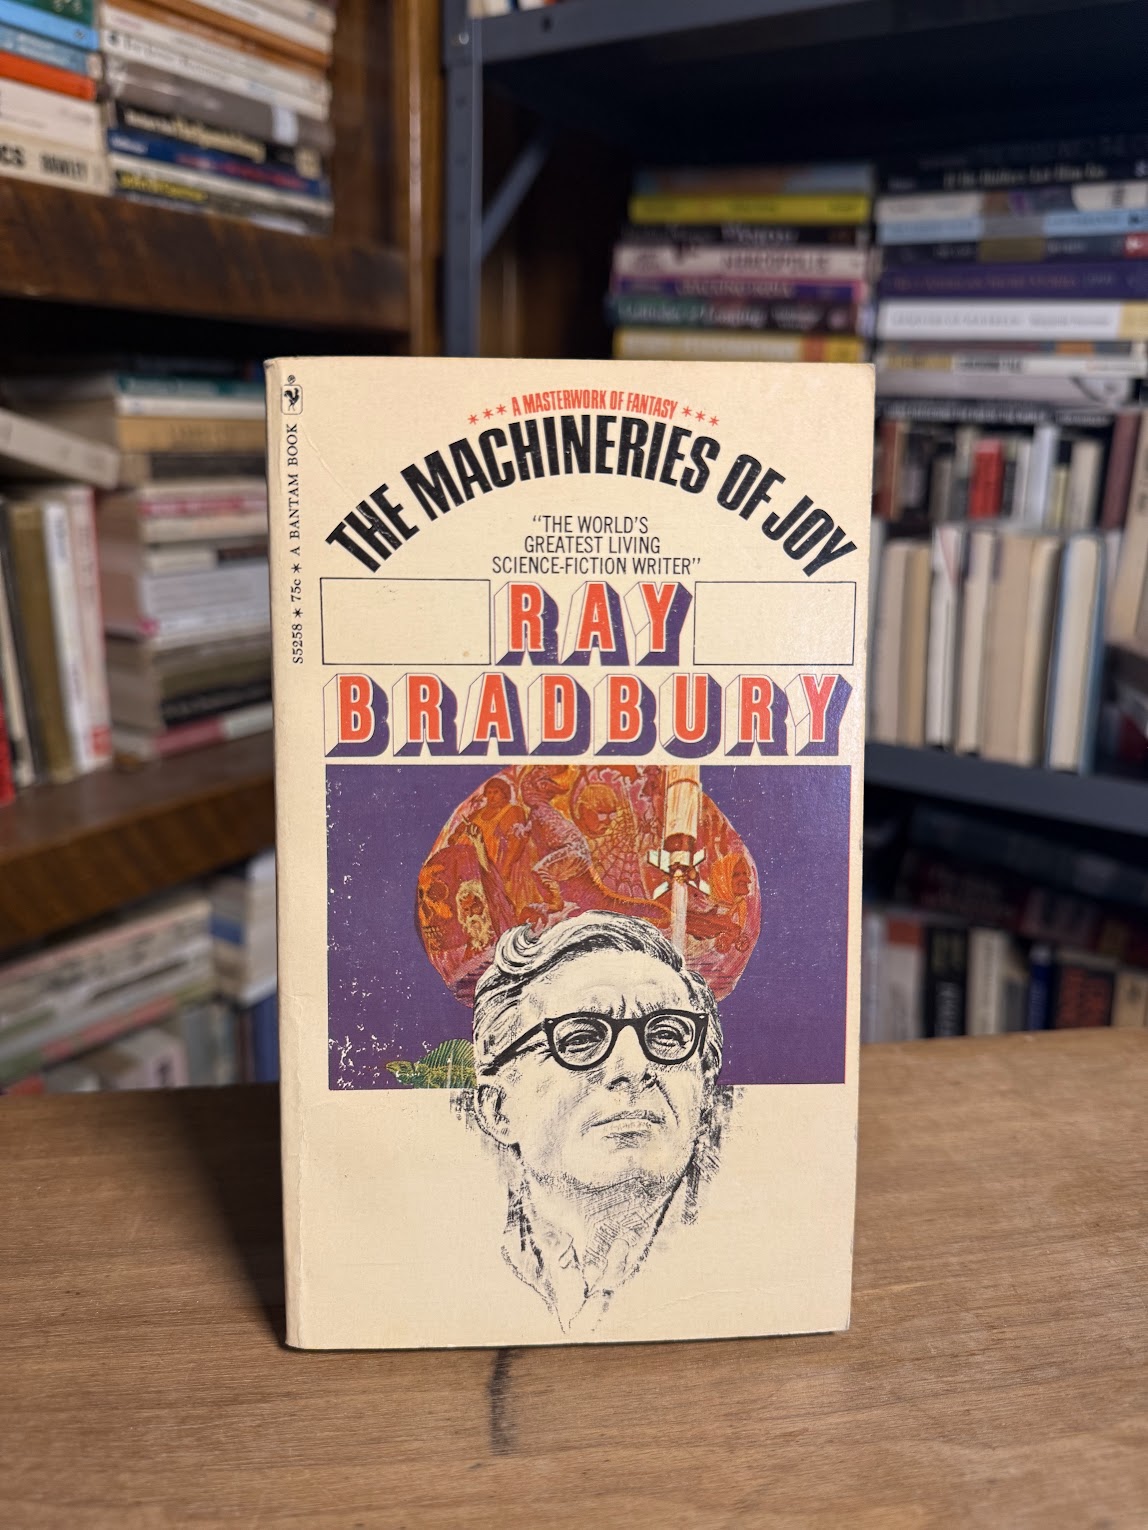 *** A MASTERWORK OF FANTASY ***
THE MACHINERIES OF JOY
“THE WORLD’S
GREATEST LIVING
SCIENCE-FICTION WRITER”
RAY
BRADBURY
S5258 * 75c * A BANTAM BOOK
®